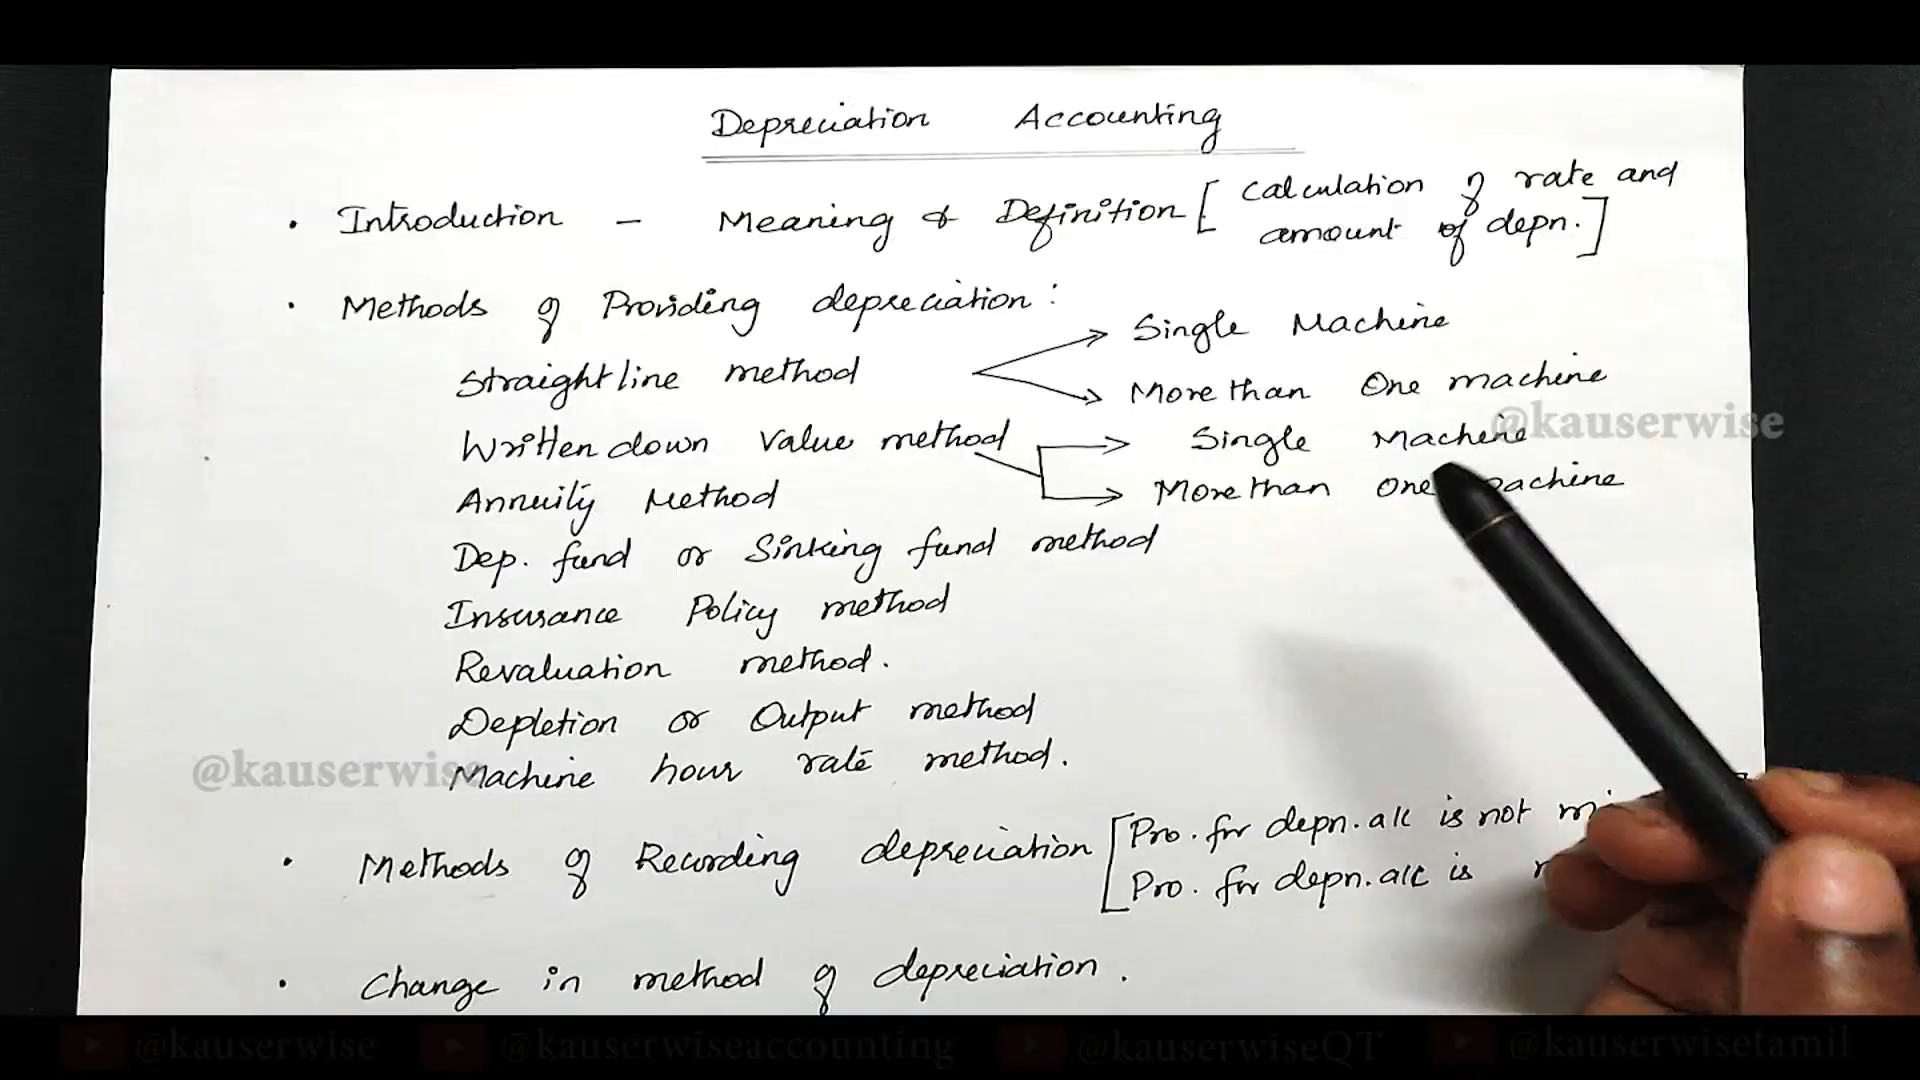 Depreciation Accounting
. Introduction - Meaning & Definition [calculation of rate and
amount of depn.]
. Methods of Providing depreciation :
Straightline method
Single Machine
More than One machine
@kauserwise
Written down Value method
Single Machine
More than One machine
Annuity Method
Dep. fund or Sinking fund method
Insurance Policy method
Revaluation method.
Depletion or Output method
@kauserwise
Machine hour rate method.
. Methods of Recording depreciation [Pro. for depn. a/c is not
Pro. for depn. a/c is
. Change in method of depreciation.
@kauserwise @kauserwiseaccounting @kauserwiseQT @kauserwisetamil